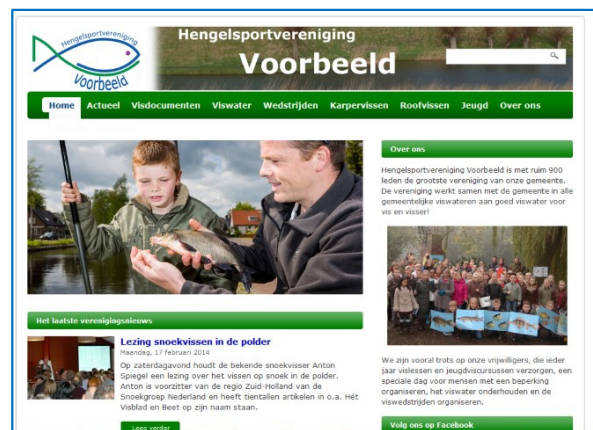 Hengelsportvereniging
Voorbeeld
Hengelsportvereniging
Voorbeeld
Home Actueel Visdocumenten Viswater Wedstrijden Karpervissen Roofvissen Jeugd Over ons
Het laatste verenigingsnieuws
Lezing snoekvissen in de polder
Maandag, 17 februari 2014
Op zaterdagavond houdt de bekende snoekvisser Anton
Spiegel een lezing over het vissen op snoek in de polder.
Anton is voorzitter van de regio Zuid-Holland van de
Snoekgroep Nederland en heeft tientallen artikelen in o.a. Hét
Visblad en Beet op zijn naam staan.
Lees verder
Over ons
Hengelsportvereniging Voorbeeld is met ruim 900
leden de grootste vereniging van onze gemeente.
De vereniging werkt samen met de gemeente in alle
gemeentelijke viswateren aan goed viswater voor
vis en visser!
We zijn vooral trots op onze vrijwilligers, die ieder
jaar vislessen en jeugdviscursussen verzorgen, een
speciale dag voor mensen met een beperking
organiseren, het viswater onderhouden en de
viswedstrijden organiseren.
Volg ons op Facebook